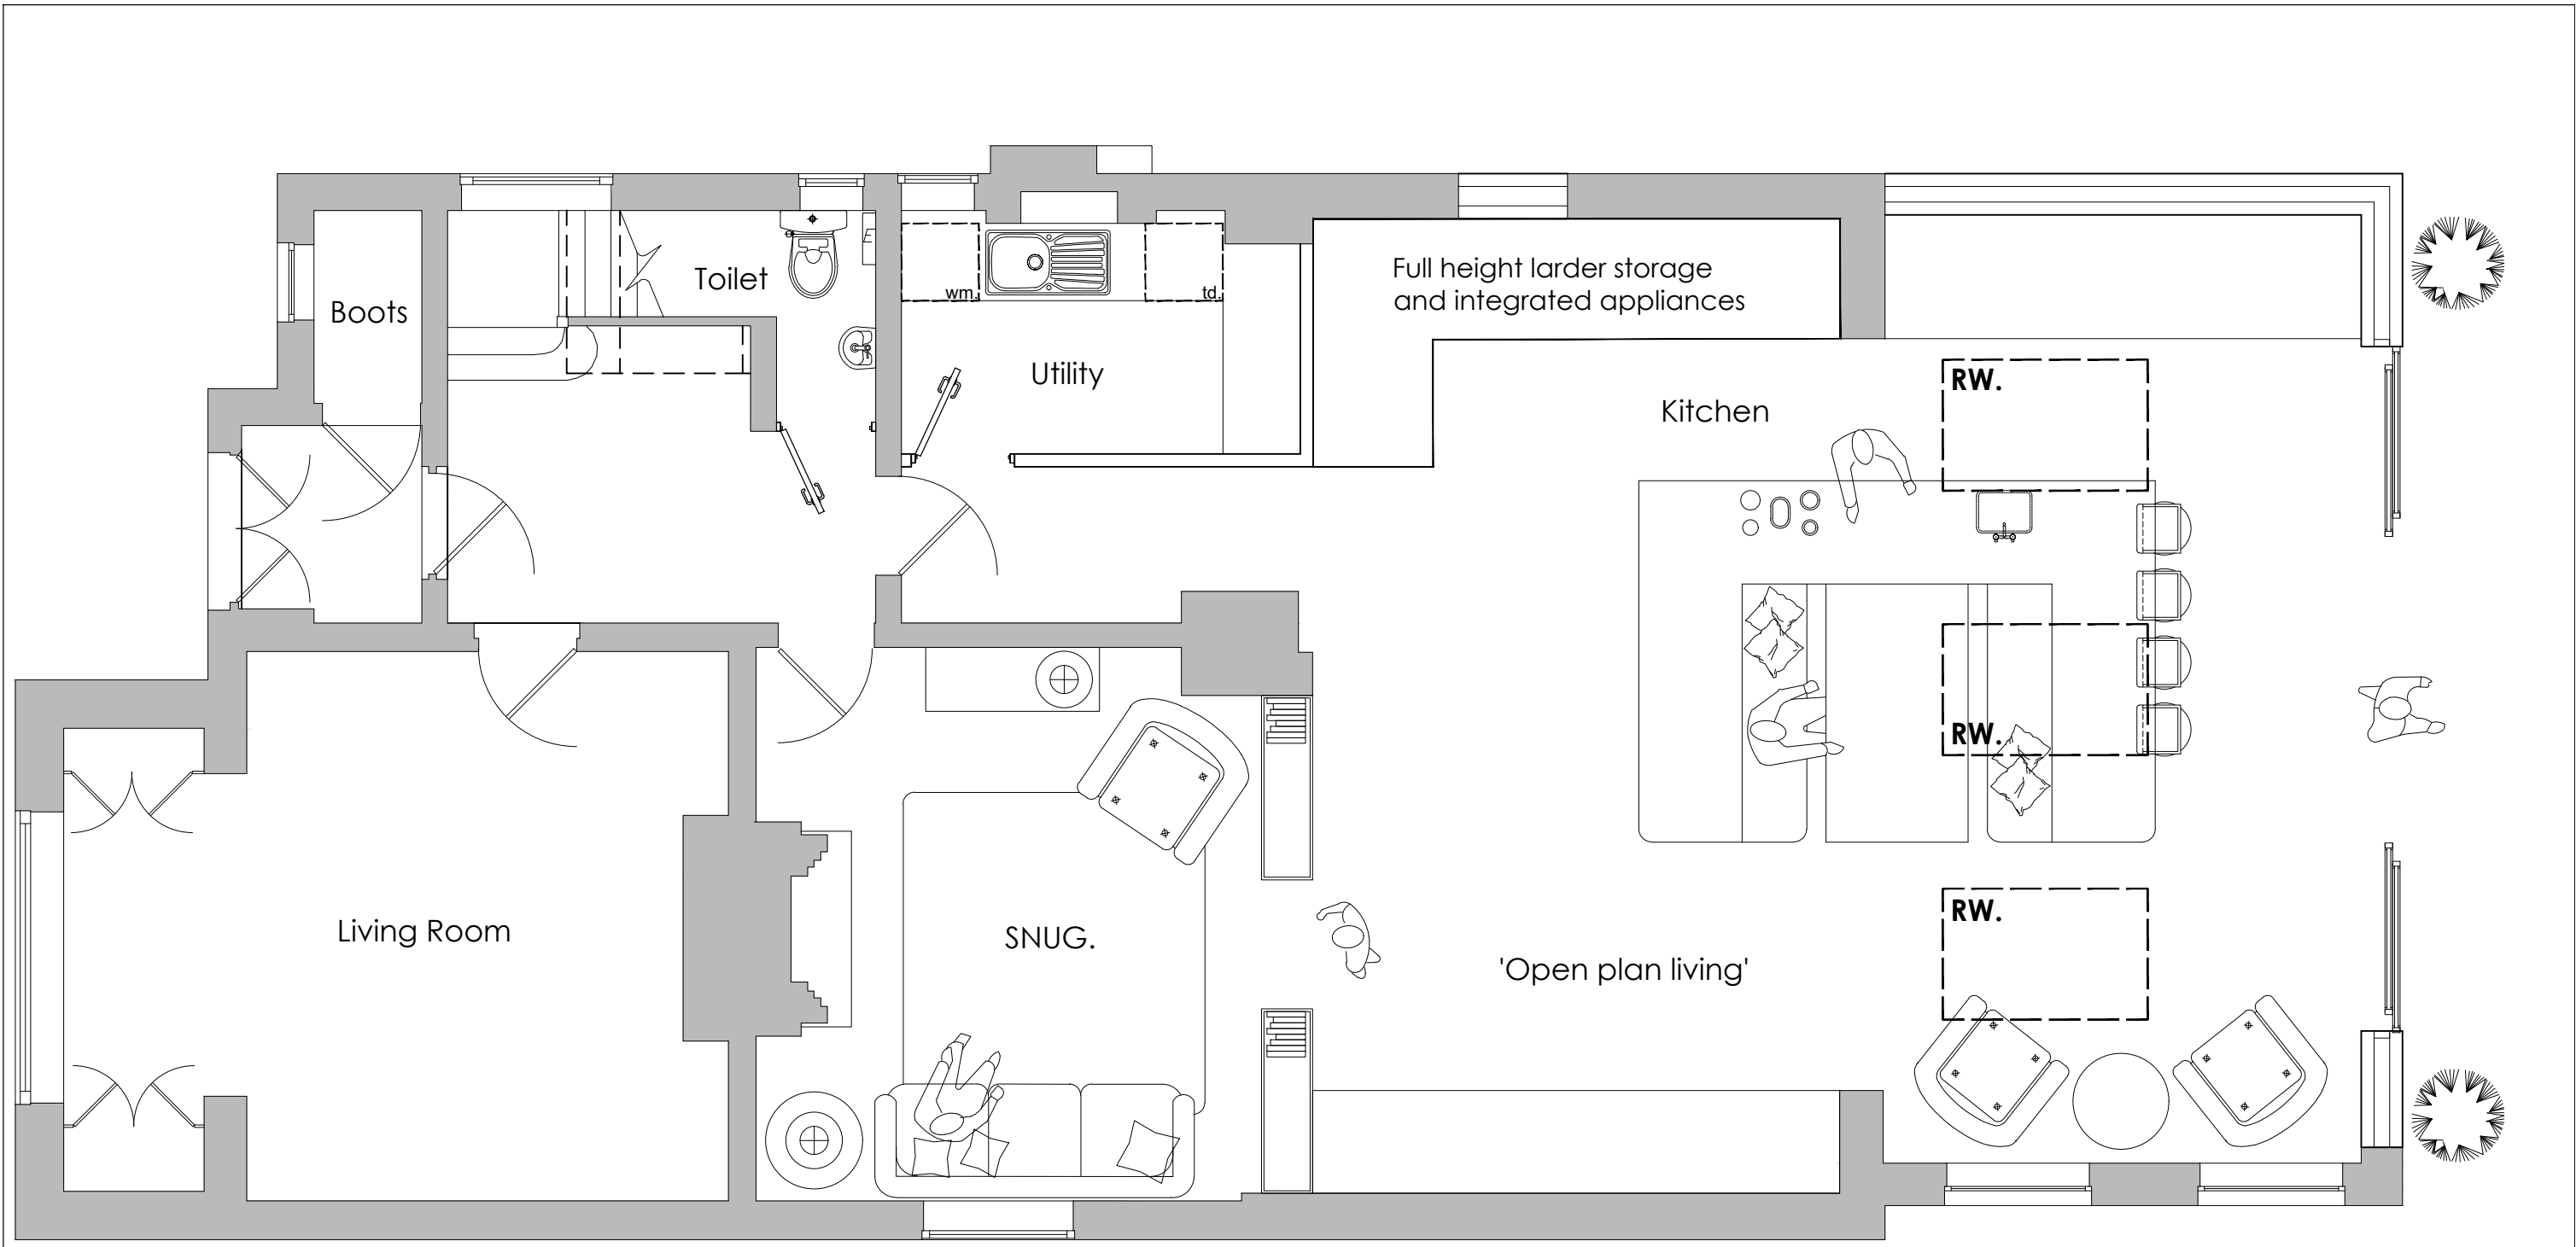 Boots
Toilet
wm.
td.
Utility
Full height larder storage
and integrated appliances
Kitchen
RW.
RW.
RW.
Living Room
SNUG.
'Open plan living'